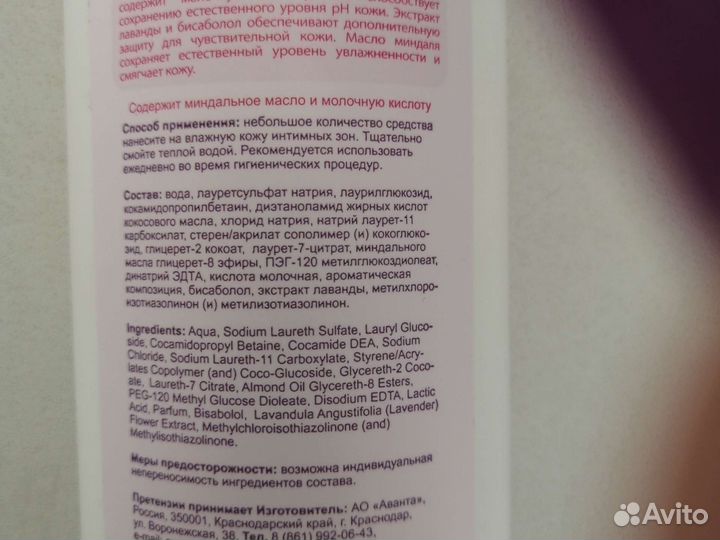 содержит
сохранению естественного уровня pH кожи. Экстракт
лаванды и бисаболол обеспечивают дополнительную
защиту для чувствительной кожи. Масло миндаля
сохраняет естественный уровень увлажненности и
смягчает кожу.
Содержит миндальное масло и молочную кислоту
Способ применения: небольшое количество средства
нанесите на влажную кожу интимных зон. Тщательно
смойте теплой водой. Рекомендуется использовать
ежедневно во время гигиенических процедур.
Состав: вода, лауретсульфат натрия, лаурилглюкозид,
кокамидопропилбетаин, диэтаноламид жирных кислот
кокосового масла, хлорид натрия, натрий лаурет-11
карбоксилат, стерен/акрилат сополимер (и) кокоглюко-
зид, глицерет-2 кокоат, лаурет-7-цитрат, миндального
масла глицерет-8 эфиры, ПЭГ-120 метилглюкоздиолеат,
динатрий ЭДТА, кислота молочная, ароматическая
композиция, бисаболол, экстракт лаванды, метилхлоро-
изотиазолинон (и) метилизотиазолинон.
Ingredients: Aqua, Sodium Laureth Sulfate, Lauryl Gluco-
side, Cocamidopropyl Betaine, Cocamide DEA, Sodium
Chloride, Sodium Laureth-11 Carboxylate, Styrene/Acry-
lates Copolymer (and) Coco-Glucoside, Glycereth-2 Coco-
ate, Laureth-7 Citrate, Almond Oil Glycereth-8 Esters,
PEG-120 Methyl Glucose Dioleate, Disodium EDTA, Lactic
Acid, Parfum, Bisabolol, Lavandula Angustifolia (Lavender)
Flower Extract, Methylchloroisothiazolinone (and)
Methylisothiazolinone.
Меры предосторожности: возможна индивидуальная
непереносимость ингредиентов состава.
Претензии принимает Изготовитель: АО «Аванта»,
Россия, 350001, Краснодарский край, г. Краснодар,
ул. Воронежская, 38. Тел. 8 (861) 992-06-43,
Avito